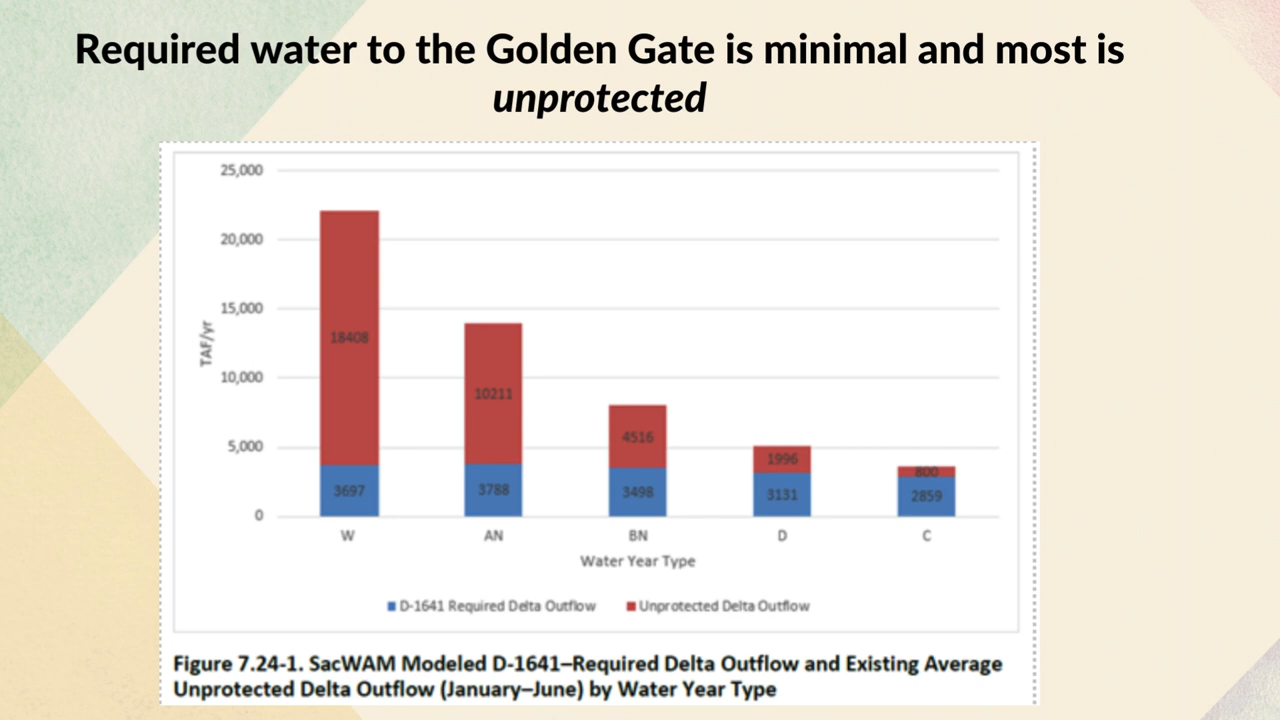 Required water to the Golden Gate is minimal and most is
unprotected
25,000
20,000
15,000
10,000
5,000
0
TAF/yr
18408
3697
10211
3788
4516
3498
1996
3131
800
2859
W
AN
BN
D
C
Water Year Type
D-1641 Required Delta Outflow
Unprotected Delta Outflow
Figure 7.24-1. SacWAM Modeled D-1641–Required Delta Outflow and Existing Average
Unprotected Delta Outflow (January–June) by Water Year Type